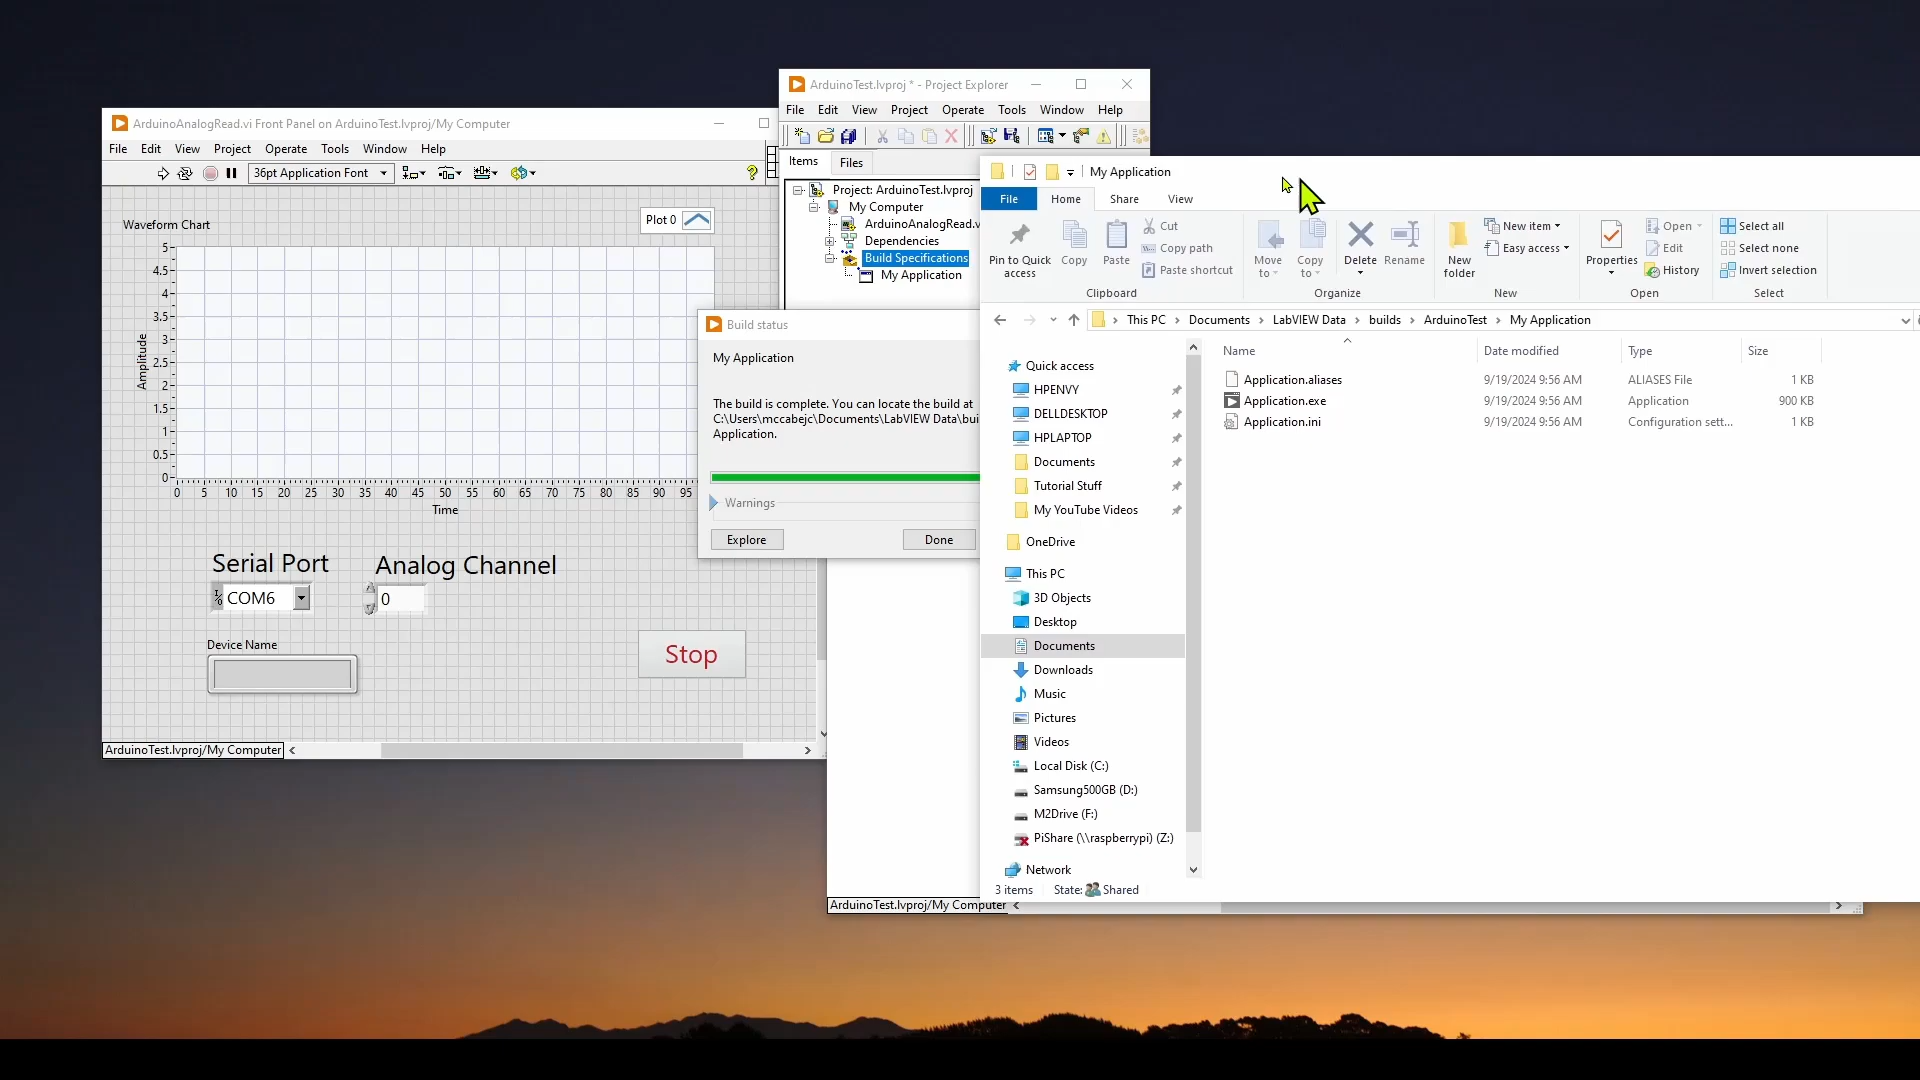 ArduinoTest.lvproj * - Project Explorer
File Edit View Project Operate Tools Window Help
Items Files
Project: ArduinoTest.lvproj
My Computer
ArduinoAnalogRead.v
Dependencies
Build Specifications
My Application
ArduinoAnalogRead.vi Front Panel on ArduinoTest.lvproj/My Computer
File Edit View Project Operate Tools Window Help
36pt Application Font
Waveform Chart
Plot 0
Amplitude
5
4.5
4
3.5
3
2.5
2
1.5
1
0.5
0
0 5 10 15 20 25 30 35 40 45 50 55 60 65 70 75 80 85 90 95
Time
Serial Port
COM6
Analog Channel
0
Device Name
Stop
ArduinoTest.lvproj/My Computer
Build status
My Application
The build is complete. You can locate the build at
C:\Users\mccabejc\Documents\LabVIEW Data\bui
Application.
Warnings
Explore Done
My Application
File Home Share View
Pin to Quick access
Copy
Paste
Cut
Copy path
Paste shortcut
Clipboard
Move to
Copy to
Delete
Rename
Organize
New folder
New item
Easy access
New
Properties
Open
Edit
History
Open
Select all
Select none
Invert selection
Select
This PC > Documents > LabVIEW Data > builds > ArduinoTest > My Application
Quick access
HPENVY
DELLDESKTOP
HPLAPTOP
Documents
Tutorial Stuff
My YouTube Videos
OneDrive
This PC
3D Objects
Desktop
Documents
Downloads
Music
Pictures
Videos
Local Disk (C:)
Samsung500GB (D:)
M2Drive (F:)
PiShare (\\raspberrypi) (Z:)
Network
Name Date modified Type Size
Application.aliases 9/19/2024 9:56 AM ALIASES File 1 KB
Application.exe 9/19/2024 9:56 AM Application 900 KB
Application.ini 9/19/2024 9:56 AM Configuration sett... 1 KB
3 items State: Shared
ArduinoTest.lvproj/My Computer